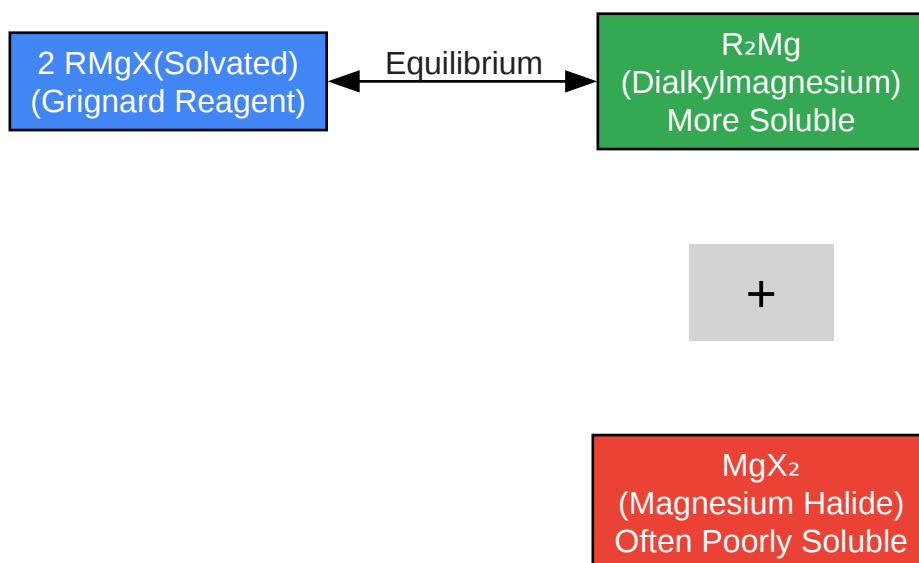 2 RMgX(Solvated)
(Grignard Reagent)
Equilibrium
R₂Mg
(Dialkylmagnesium)
More Soluble
+
MgX₂
(Magnesium Halide)
Often Poorly Soluble